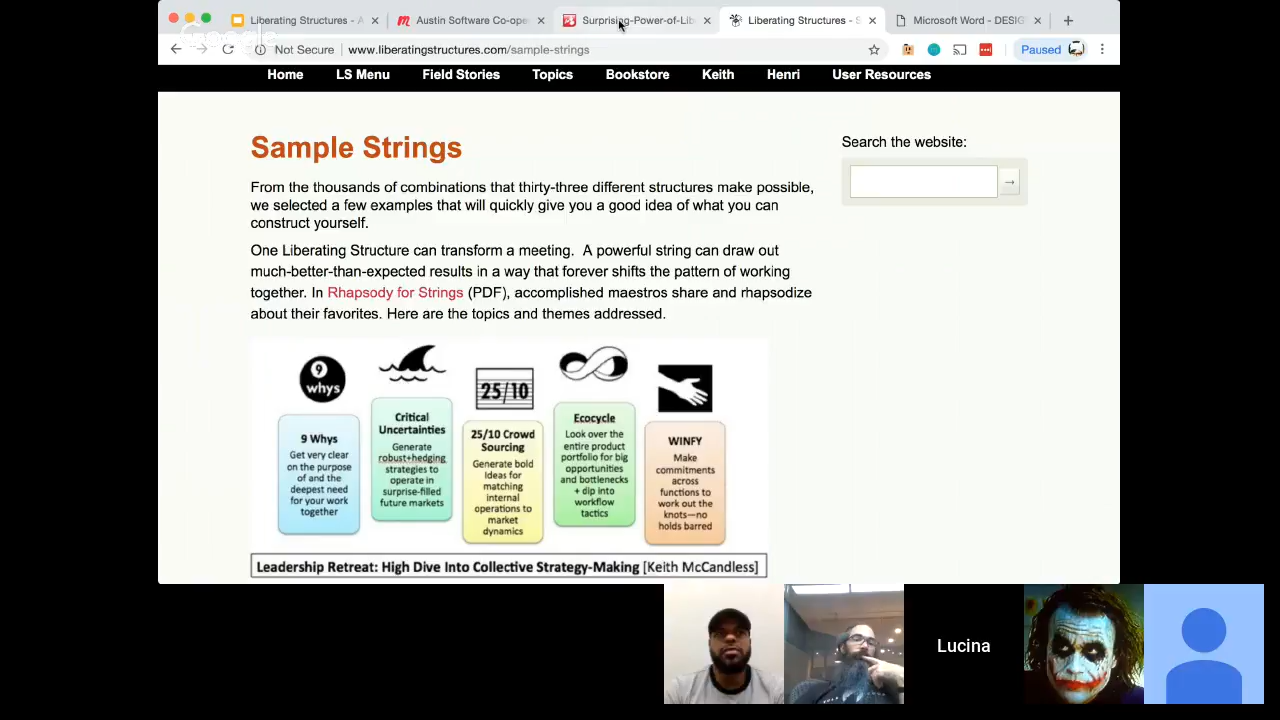 Liberating Structures - A
Austin Software Co-ope
Surprising-Power-of-Lib
Liberating Structures - S
Microsoft Word - DESIG
Google
Not Secure
www.liberatingstructures.com/sample-strings
Paused
Home
LS Menu
Field Stories
Topics
Bookstore
Keith
Henri
User Resources
Sample Strings
Search the website:
From the thousands of combinations that thirty-three different structures make possible,
we selected a few examples that will quickly give you a good idea of what you can
construct yourself.
One Liberating Structure can transform a meeting.  A powerful string can draw out
much-better-than-expected results in a way that forever shifts the pattern of working
together. In Rhapsody for Strings (PDF), accomplished maestros share and rhapsodize
about their favorites. Here are the topics and themes addressed.
9
whys
9 Whys
Get very clear
on the purpose
of and the
deepest need
for your work
together
Critical
Uncertainties
Generate
robust+hedging
strategies to
operate in
surprise-filled
future markets
25/10
25/10 Crowd
Sourcing
Generate bold
ideas for
matching
internal
operations to
market
dynamics
Ecocycle
Look over the
entire product
portfolio for big
opportunities
and bottlenecks
+ dip into
workflow
tactics
WINFY
Make
commitments
across
functions to
work out the
knots—no
holds barred
Leadership Retreat: High Dive Into Collective Strategy-Making [Keith McCandless]
Lucina